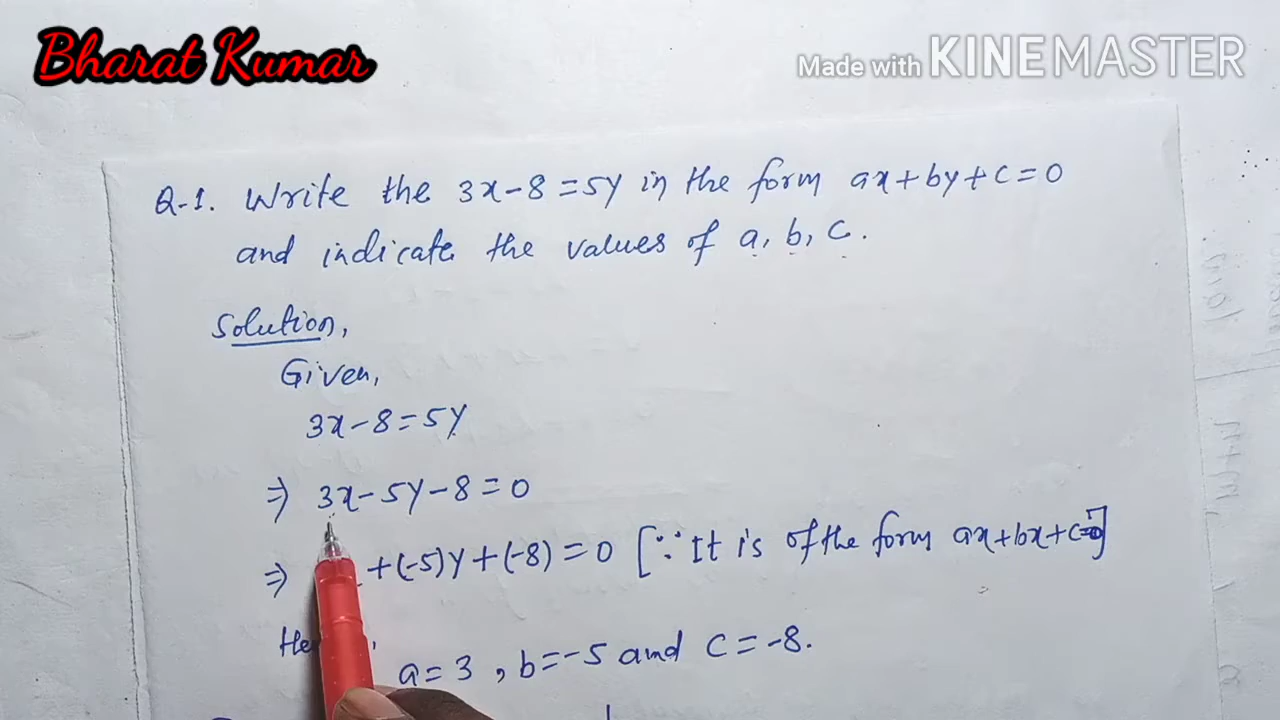 Bharat Kumar
Made with KINEMASTER
Q-1. Write the 3x-8=5y in the form ax+by+c=0
and indicate the values of a, b, c.
Solution,
Given,
3x-8=5y
⇒ 3x-5y-8=0
⇒ +(-5)y+(-8)=0 [∵ It is of the form ax+bx+c=0]
a=3, b=-5 and c=-8.